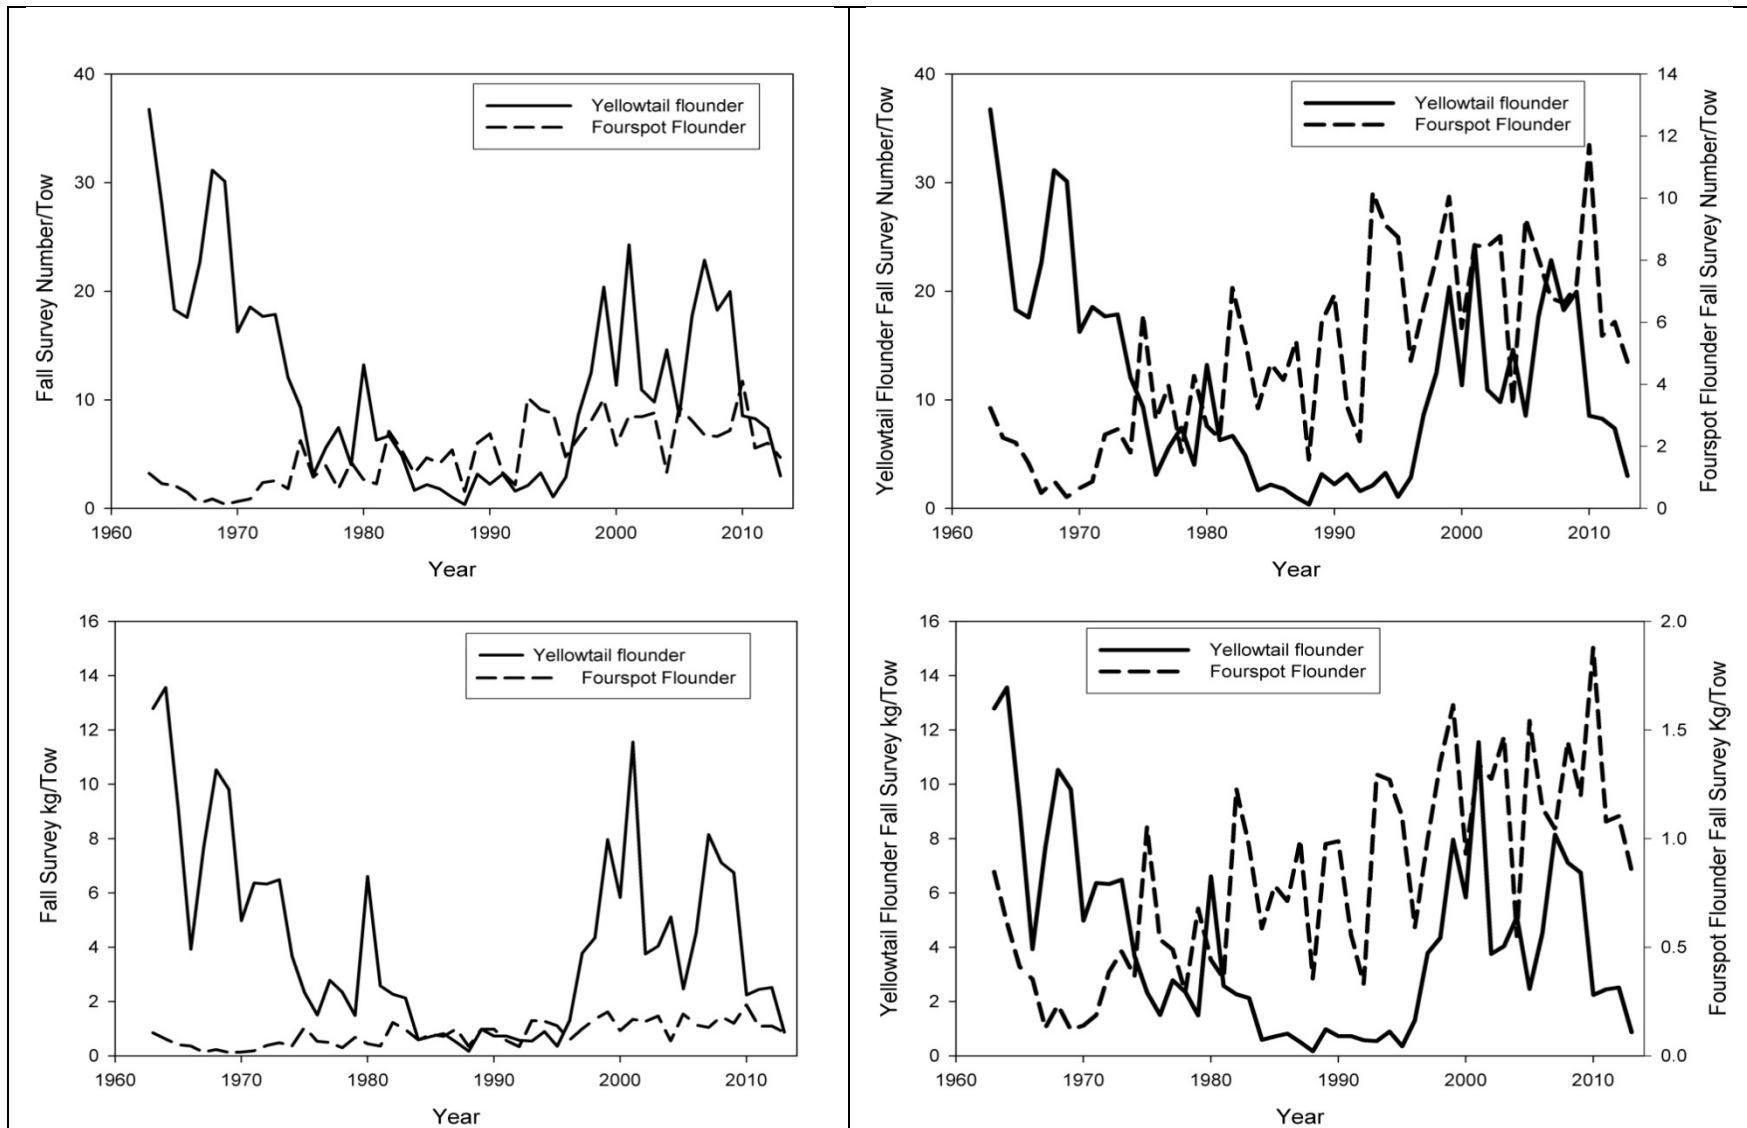 40
30
20
10
0
Fall Survey Number/Tow
Yellowtail flounder
Fourspot Flounder
1960 1970 1980 1990 2000 2010
Year
40
30
20
10
0
Yellowtail Flounder Fall Survey Number/Tow
Yellowtail flounder
Fourspot Flounder
14
12
10
8
6
4
2
0
Fourspot Flounder Fall Survey Number/Tow
1960 1970 1980 1990 2000 2010
Year
16
14
12
10
8
6
4
2
0
Fall Survey kg/Tow
Yellowtail flounder
Fourspot Flounder
1960 1970 1980 1990 2000 2010
Year
16
14
12
10
8
6
4
2
0
Yellowtail Flounder Fall Survey kg/Tow
Yellowtail flounder
Fourspot Flounder
2.0
1.5
1.0
0.5
0.0
Fourspot Flounder Fall Survey Kg/Tow
1960 1970 1980 1990 2000 2010
Year